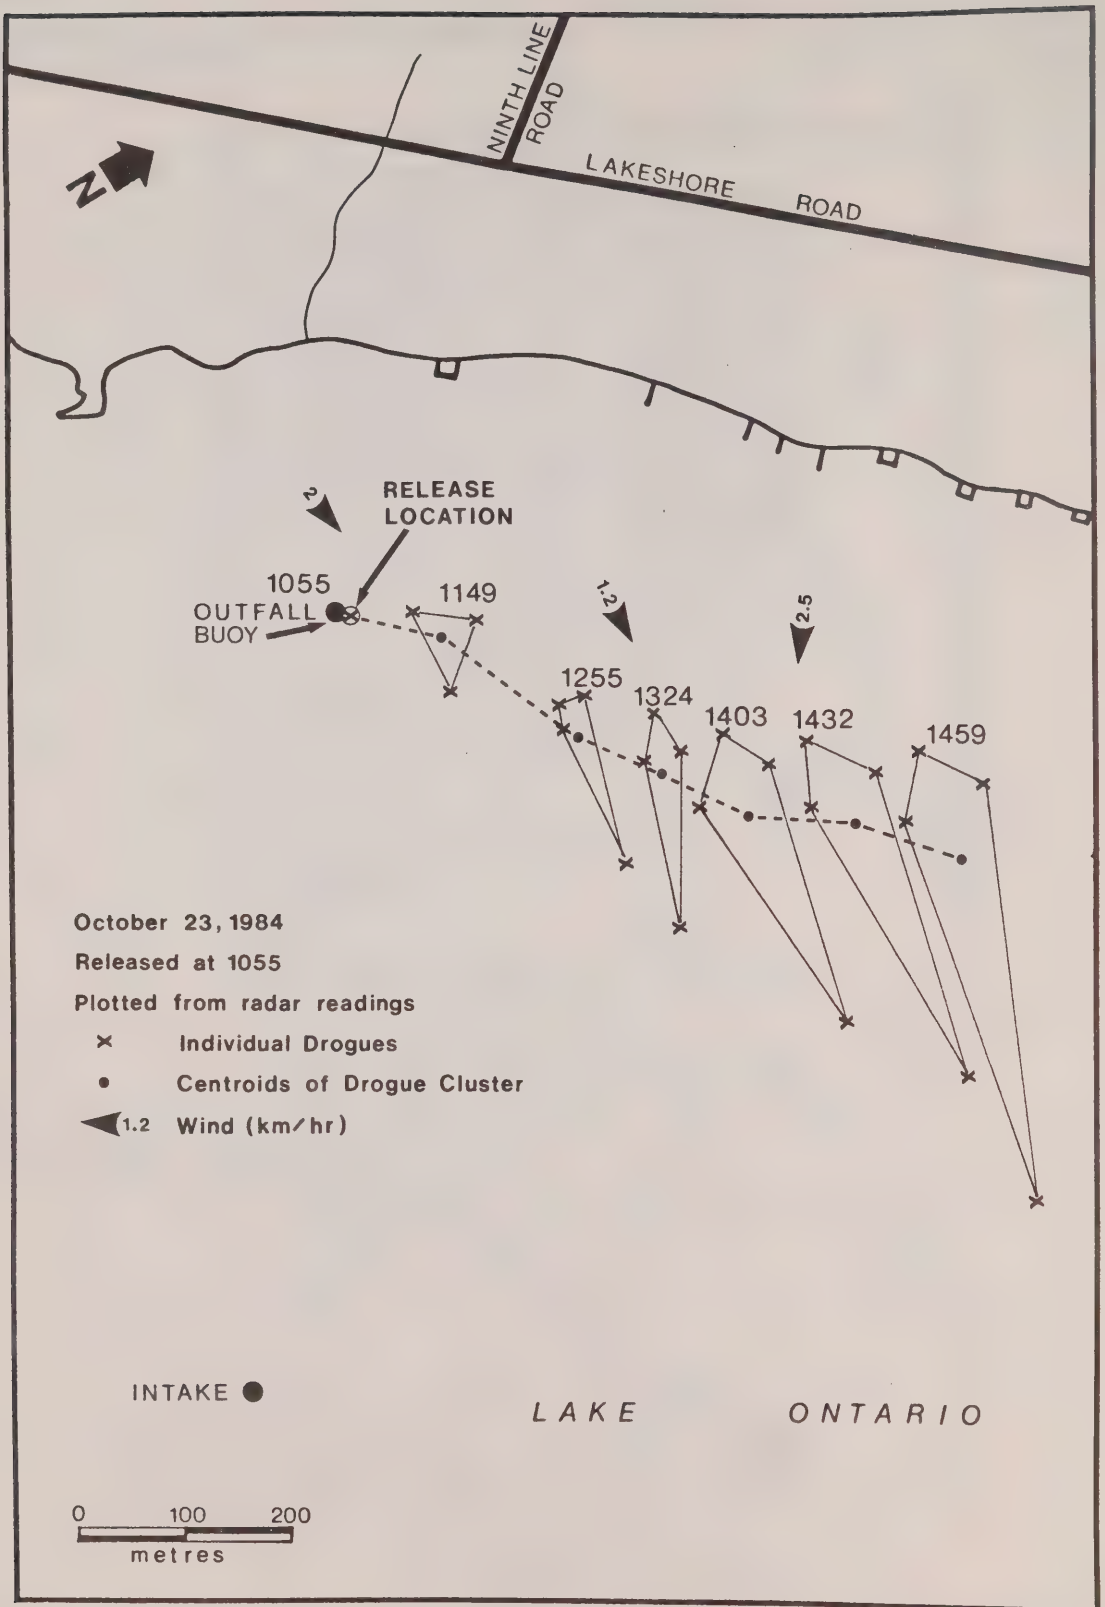 NINTH LINE
ROAD
LAKESHORE ROAD
N
2
RELEASE
LOCATION
1055
OUTFALL
BUOY
1149
1.2
2.5
1255
1324
1403
1432
1459
October 23, 1984
Released at 1055
Plotted from radar readings
x Individual Drogues
• Centroids of Drogue Cluster
1.2 Wind (km/hr)
INTAKE
LAKE ONTARIO
0 100 200
metres